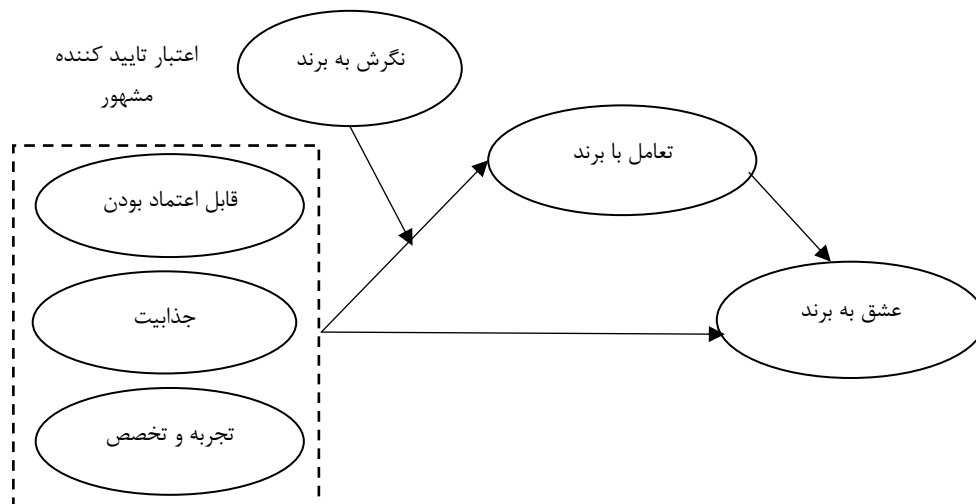 اعتبار تایید کننده
مشهور
نگرش به برند
تعامل با برند
قابل اعتماد بودن
جذابیت
عشق به برند
تجربه و تخصص